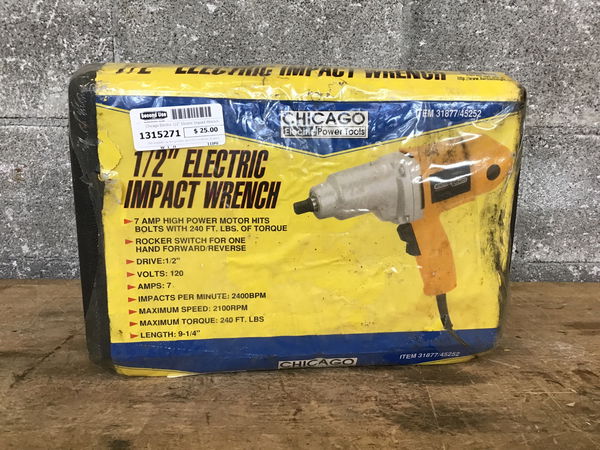 1/2" ELECTRIC IMPACT WRENCH
Second Use
1315271
$ 25.00
CHICAGO
Electric Power Tools
ITEM 31877/45252
1/2" ELECTRIC
IMPACT WRENCH
7 AMP HIGH POWER MOTOR HITS
BOLTS WITH 240 FT. LBS. OF TORQUE
ROCKER SWITCH FOR ONE
HAND FORWARD/REVERSE
DRIVE:1/2"
VOLTS: 120
AMPS: 7
IMPACTS PER MINUTE: 2400BPM
MAXIMUM SPEED: 2100RPM
MAXIMUM TORQUE: 240 FT. LBS
LENGTH: 9-1/4"
CHICAGO
ITEM 31877/45252